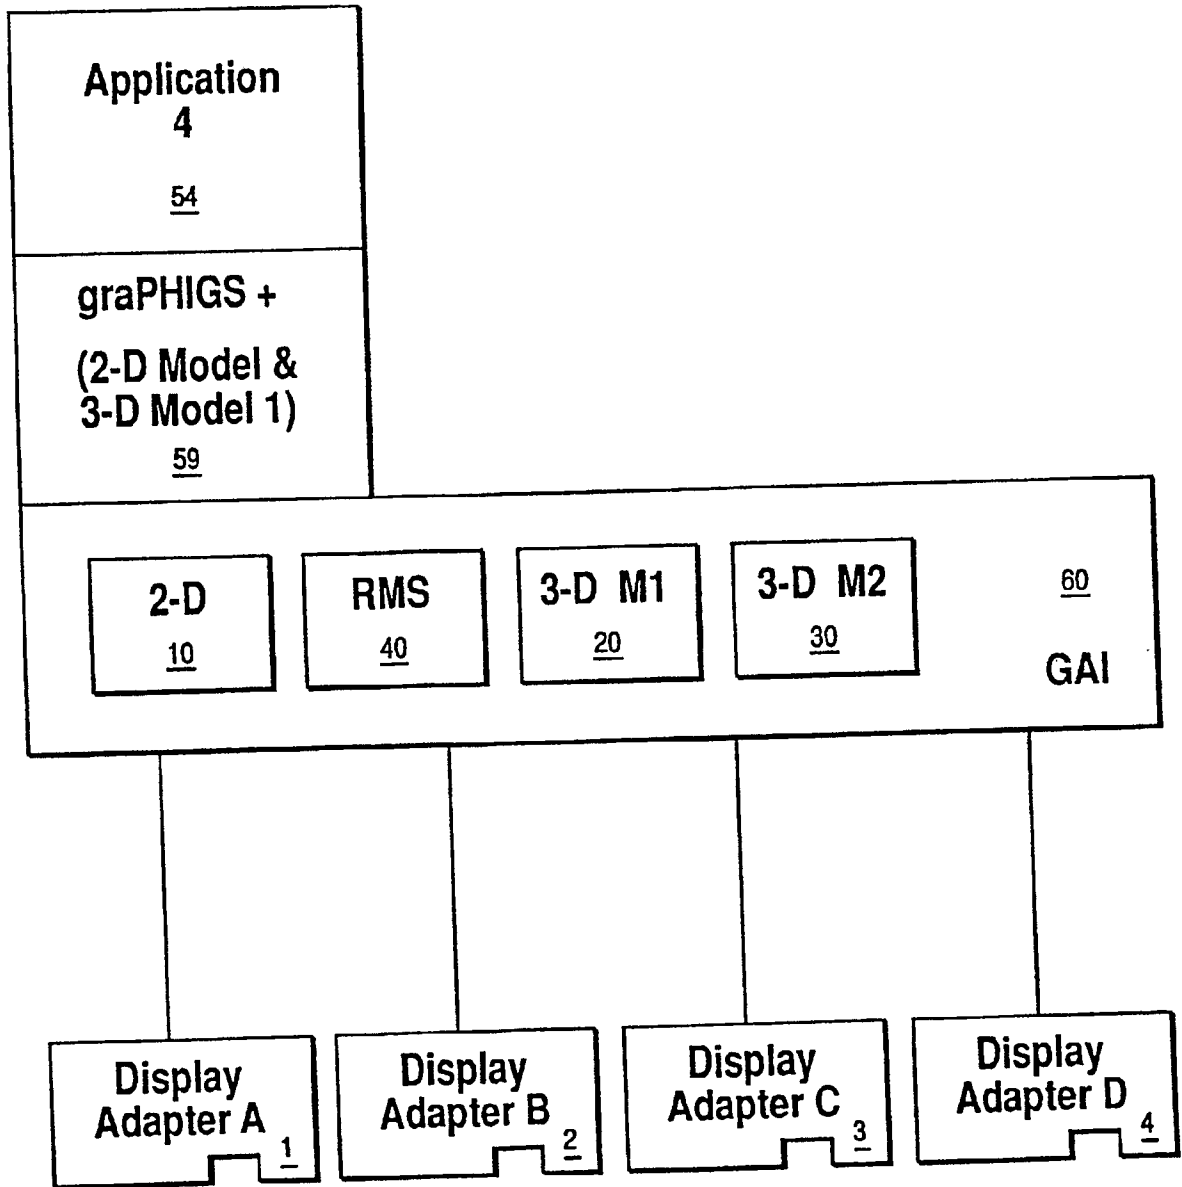 Application
4
54
graPHIGS +
(2-D Model &
3-D Model 1)
59
2-D
10
RMS
40
3-D M1
20
3-D M2
30
60
GAI
Display
Adapter A
1
Display
Adapter B
2
Display
Adapter C
3
Display
Adapter D
4